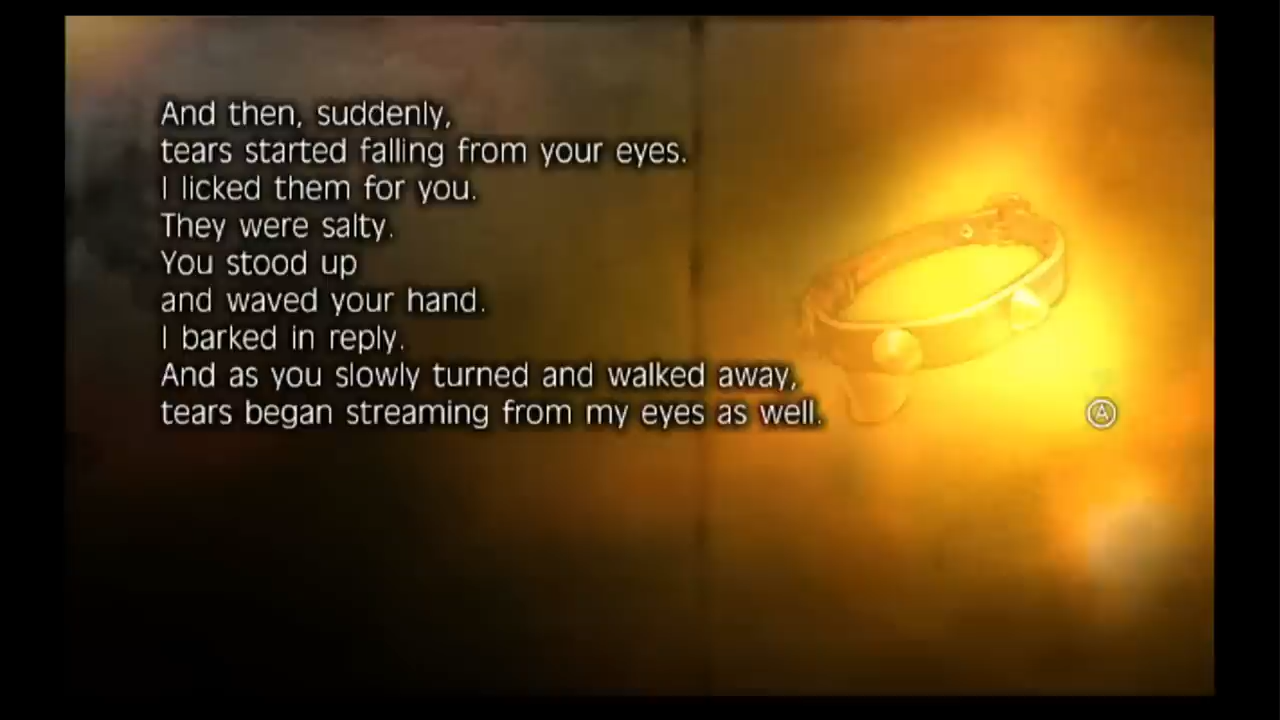 And then, suddenly,
tears started falling from your eyes.
I licked them for you.
They were salty.
You stood up
and waved your hand.
I barked in reply.
And as you slowly turned and walked away,
tears began streaming from my eyes as well.
A